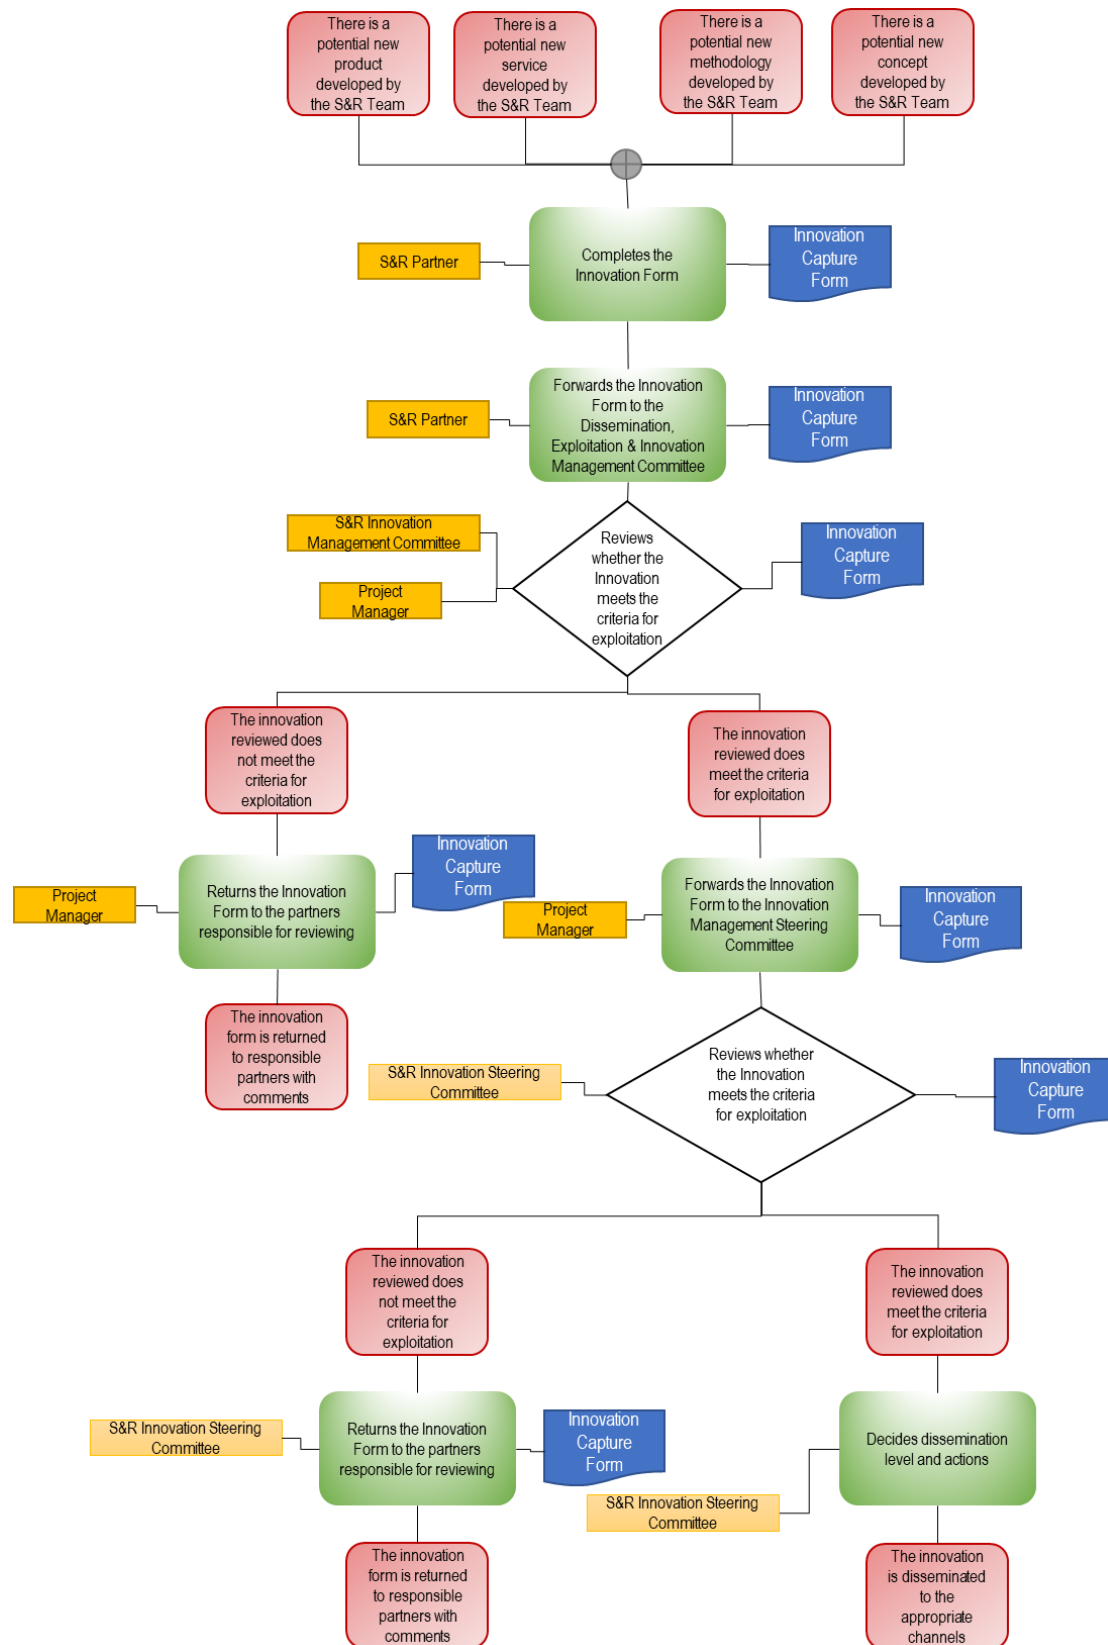 There is a
potential new
product
developed by
the S&R Team
There is a
potential new
service
developed by
the S&R Team
There is a
potential new
methodology
developed by
the S&R Team
There is a
potential new
concept
developed by
the S&R Team
S&R Partner
Completes the
Innovation Form
Innovation
Capture
Form
S&R Partner
Forwards the Innovation
Form to the
Dissemination,
Exploitation & Innovation
Management Committee
Innovation
Capture
Form
S&R Innovation
Management Committee
Project
Manager
Reviews
whether the
Innovation
meets the
criteria for
exploitation
Innovation
Capture
Form
The innovation
reviewed does
not meet the
criteria for
exploitation
The innovation
reviewed does
meet the criteria
for exploitation
Project
Manager
Returns the Innovation
Form to the partners
responsible for reviewing
Innovation
Capture
Form
Project
Manager
Forwards the Innovation
Form to the Innovation
Management Steering
Committee
Innovation
Capture
Form
The innovation
form is returned
to responsible
partners with
comments
S&R Innovation Steering
Committee
Reviews whether
the Innovation
meets the criteria
for exploitation
Innovation
Capture
Form
The innovation
reviewed does
not meet the
criteria for
exploitation
The innovation
reviewed does
meet the criteria
for exploitation
S&R Innovation Steering
Committee
Returns the Innovation
Form to the partners
responsible for reviewing
Innovation
Capture
Form
Decides dissemination
level and actions
S&R Innovation Steering
Committee
The innovation
form is returned
to responsible
partners with
comments
The innovation
is disseminated
to the
appropriate
channels